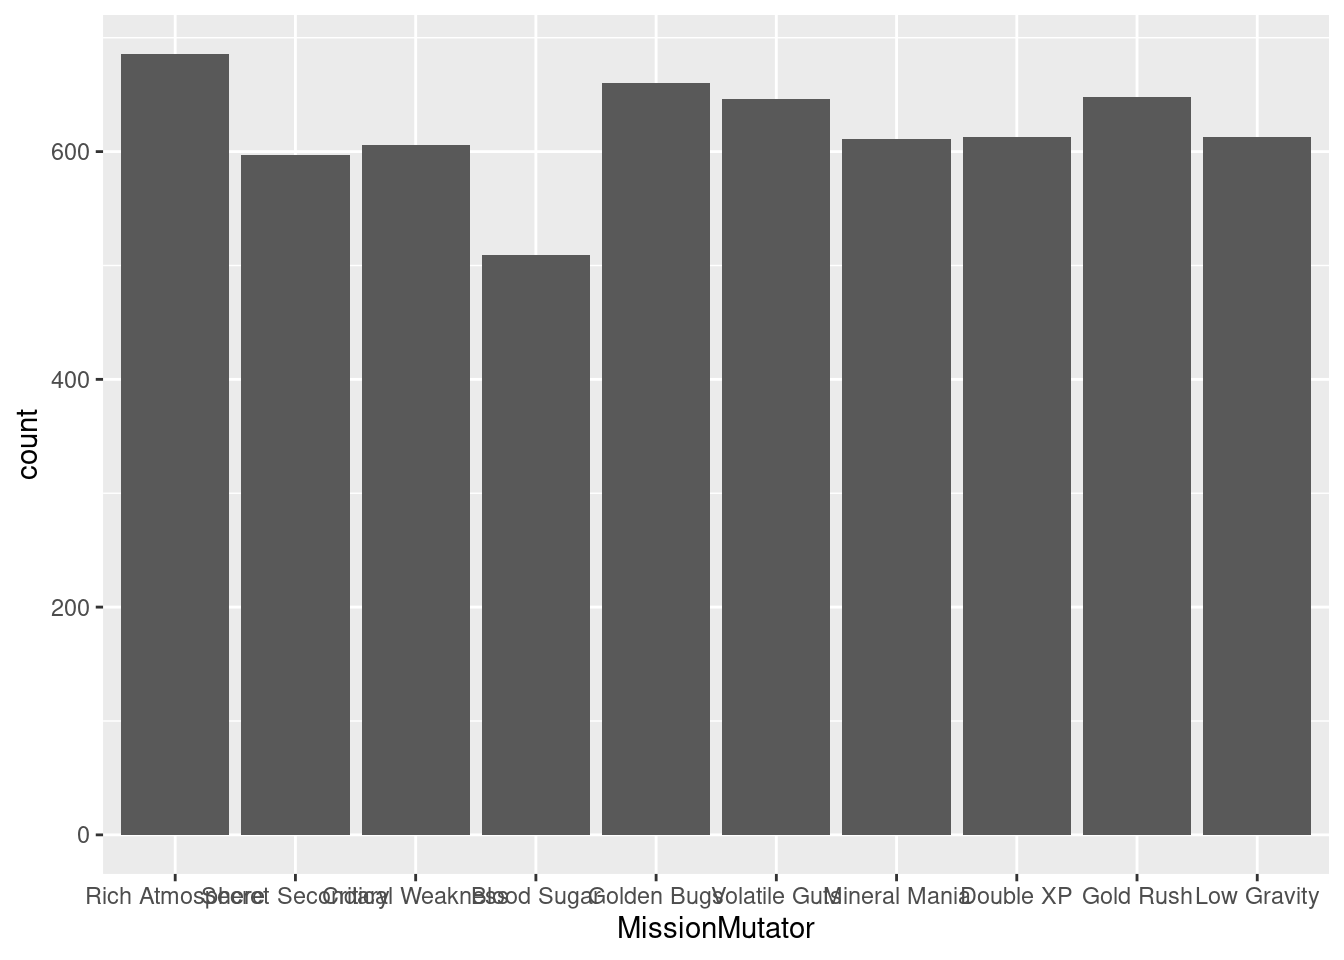 600
400
200
0
count
Rich Atmosphere Secret Secondary Critical Weakness Blood Sugar Golden Bugs Volatile Guts Mineral Mania Double XP Gold Rush Low Gravity
MissionMutator